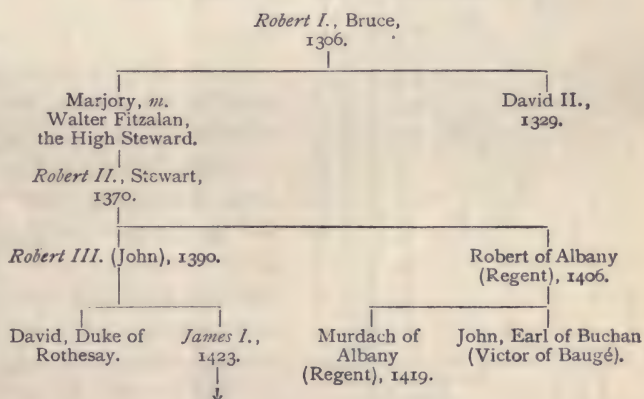 Robert I., Bruce,
1306.
Marjory, m.
Walter Fitzalan,
the High Steward.
David II.,
1329.
Robert II., Stewart,
1370.
Robert III. (John), 1390.
Robert of Albany
(Regent), 1406.
David, Duke of
Rothesay.
James I.,
1423.
Murdach of
Albany
(Regent), 1419.
John, Earl of Buchan
(Victor of Baugé).